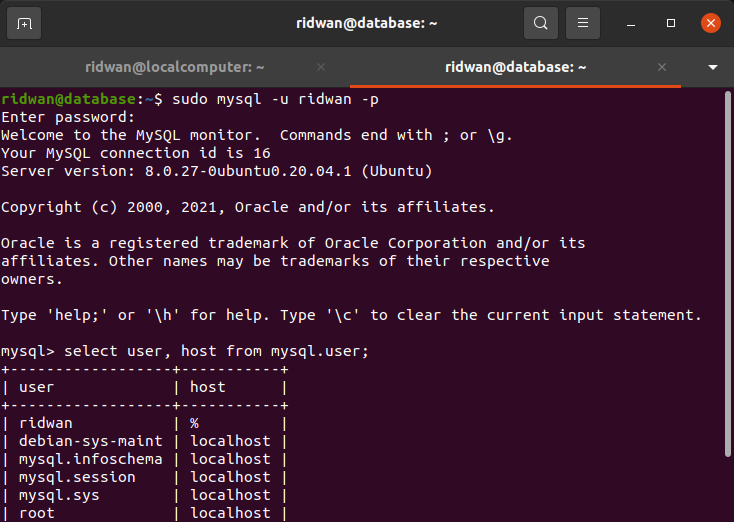 ridwan@database: ~
ridwan@localcomputer: ~
ridwan@database: ~
ridwan@database:~$ sudo mysql -u ridwan -p
Enter password:
Welcome to the MySQL monitor.  Commands end with ; or \g.
Your MySQL connection id is 16
Server version: 8.0.27-0ubuntu0.20.04.1 (Ubuntu)
Copyright (c) 2000, 2021, Oracle and/or its affiliates.
Oracle is a registered trademark of Oracle Corporation and/or its
affiliates. Other names may be trademarks of their respective
owners.
Type 'help;' or '\h' for help. Type '\c' to clear the current input statement.
mysql> select user, host from mysql.user;
+------------------+-----------+
| user             | host      |
+------------------+-----------+
| ridwan           | %         |
| debian-sys-maint | localhost |
| mysql.infoschema | localhost |
| mysql.session    | localhost |
| mysql.sys        | localhost |
| root             | localhost |